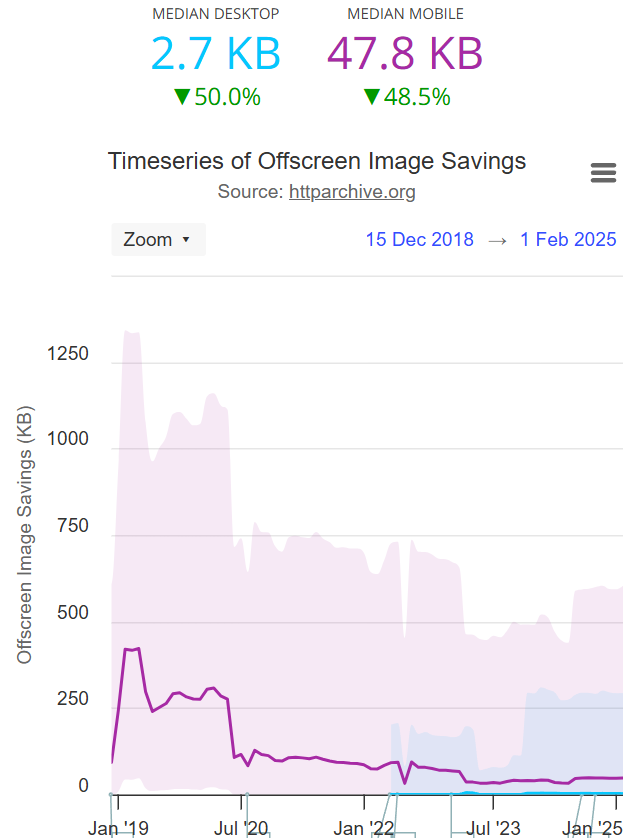 MEDIAN DESKTOP MEDIAN MOBILE
2.7 KB 47.8 KB
▼50.0% ▼48.5%
Timeseries of Offscreen Image Savings
Source: httparchive.org
Zoom ▼ 15 Dec 2018 → 1 Feb 2025
Offscreen Image Savings (KB)
1250
1000
750
500
250
0
Jan '19 Jul '20 Jan '22 Jul '23 Jan '25